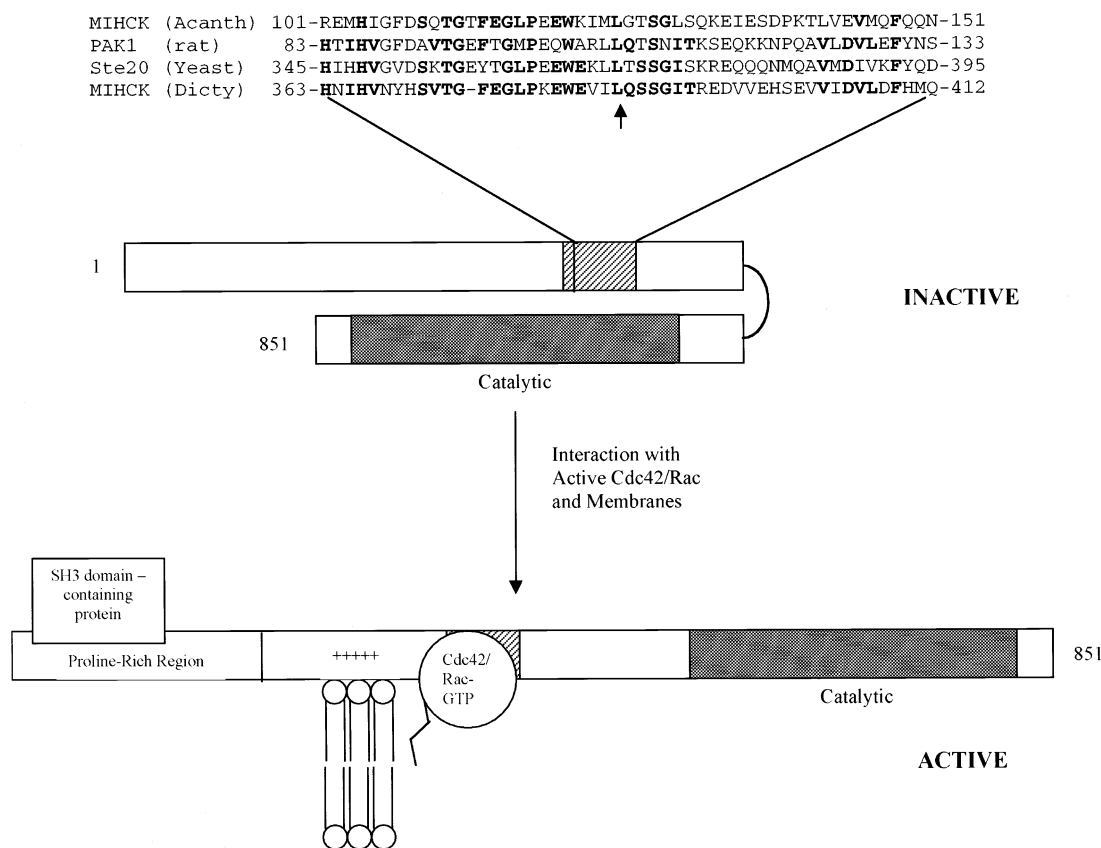 MIHCK (Acanth) 101-REMHIGFDSQTGTFEGLPEEWKIMLGTSGLSQKEIESDPKTLVEVMQFQQN-151
PAK1 (rat) 83-HTIHVGFDAVTGEFTGMPEQWARLLQTSNITKSEQKKNPQAVLDVLEFYNS-133
Ste20 (Yeast) 345-HIHHVGVDSKTGEYTGLPEEWEKLLTSSGISKREQQQNMQAVMDIVKFYQD-395
MIHCK (Dicty) 363-HNIHVNYHSVTG-FEGLPKEWEVILQSSGITREDVVEHSEVVIDVLDFHMQ-412
1
INACTIVE
851
Catalytic
Interaction with
Active Cdc42/Rac
and Membranes
SH3 domain –
containing
protein
Proline-Rich Region
+++++
Cdc42/
Rac-
GTP
851
Catalytic
ACTIVE